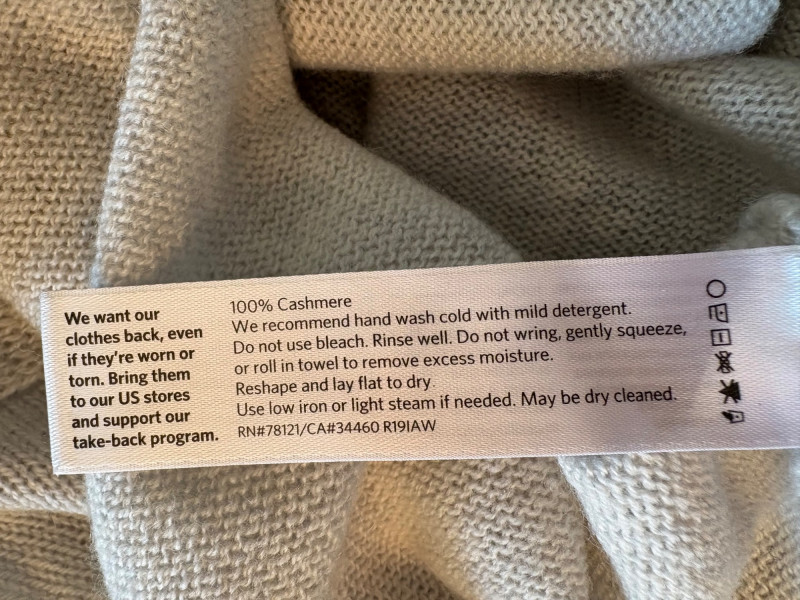 We want our
clothes back, even
if they're worn or
torn. Bring them
to our US stores
and support our
take-back program.
100% Cashmere
We recommend hand wash cold with mild detergent.
Do not use bleach. Rinse well. Do not wring, gently squeeze,
or roll in towel to remove excess moisture.
Reshape and lay flat to dry.
Use low iron or light steam if needed. May be dry cleaned.
RN#78121/CA#34460 R19IAW